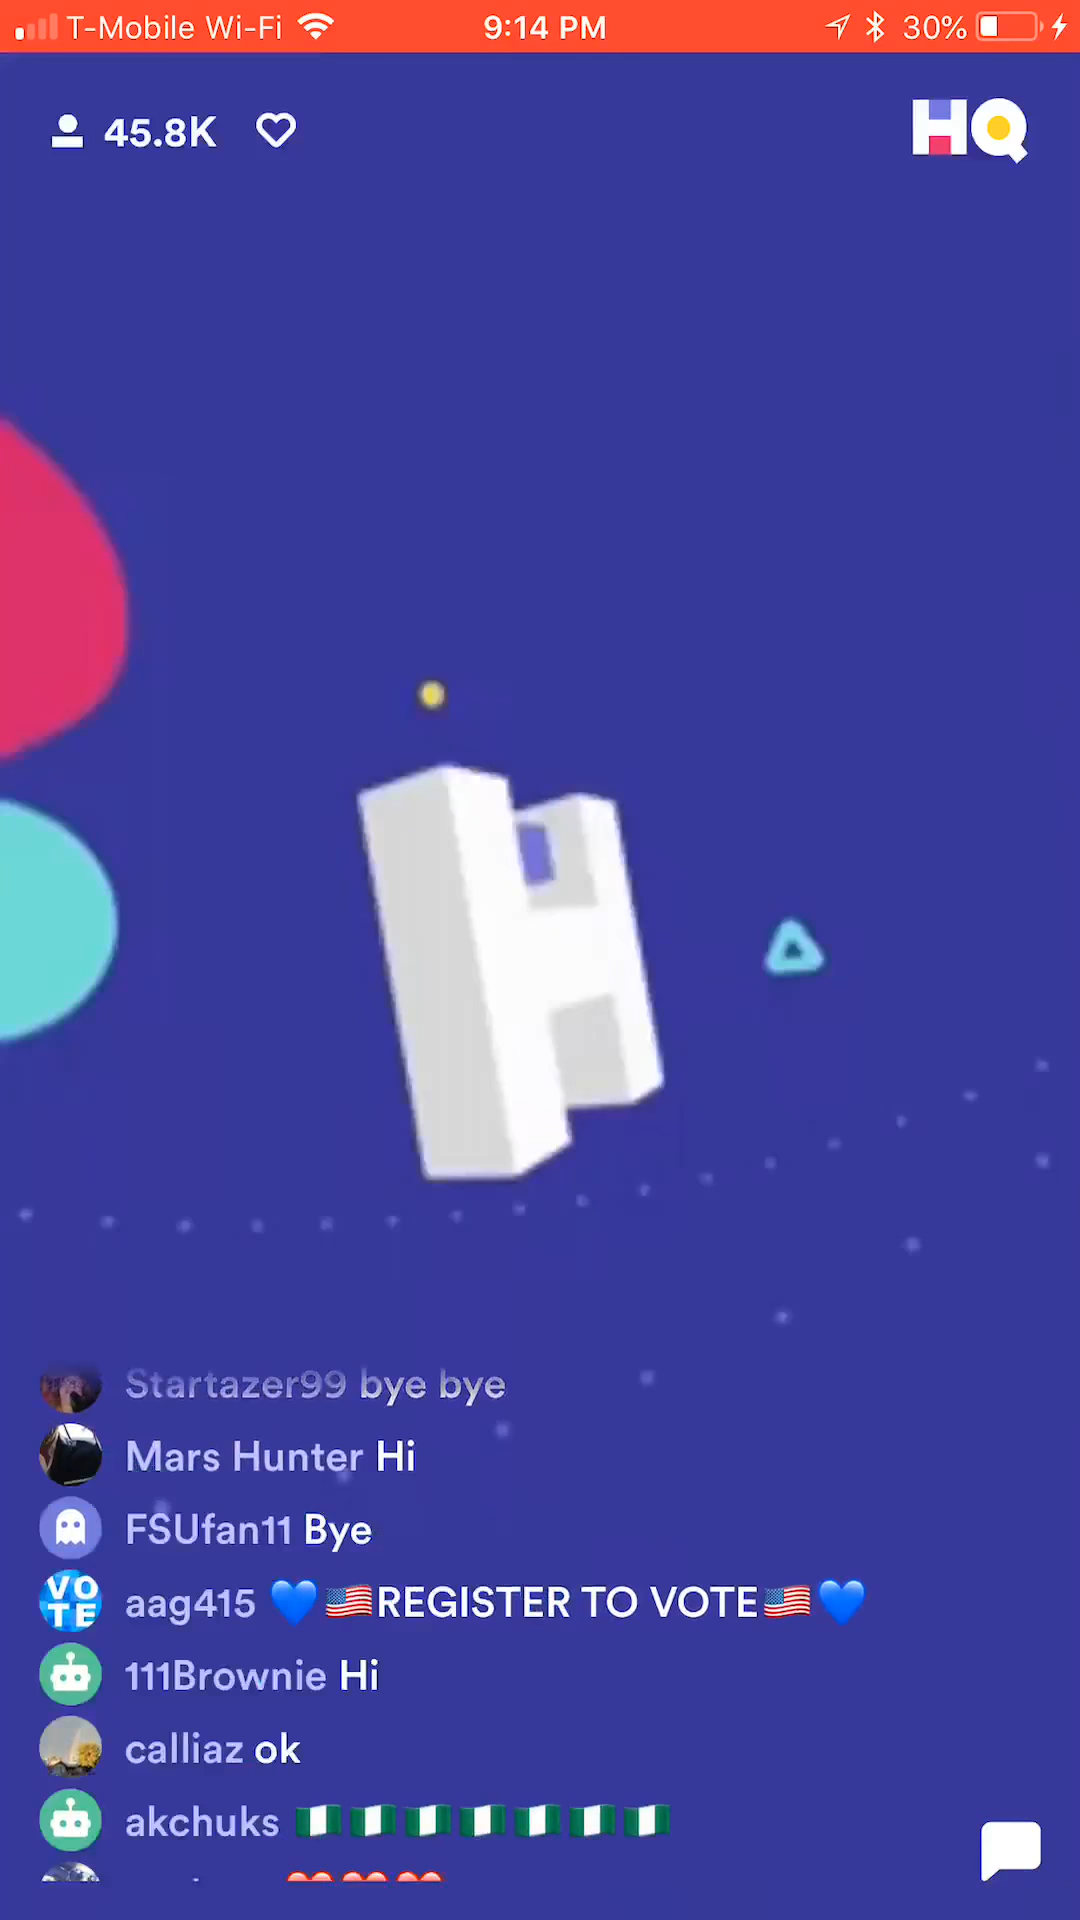 T-Mobile Wi-Fi 9:14 PM 30%
45.8K HQ
H
Startazer99 bye bye
Mars Hunter Hi
FSUfan11 Bye
VOTE aag415 💙🇺🇸REGISTER TO VOTE🇺🇸💙
111Brownie Hi
calliaz ok
akchuks 🇳🇬🇳🇬🇳🇬🇳🇬🇳🇬🇳🇬🇳🇬